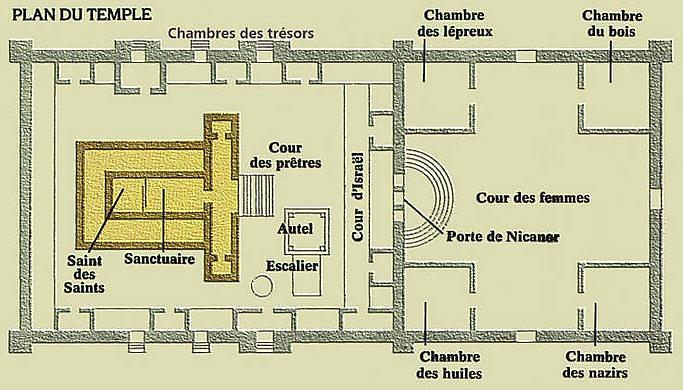 PLAN DU TEMPLE
Chambres des trésors
Chambre
des lépreux
Chambre
du bois
Cour
des prêtres
Cour d'Israël
Cour des femmes
Autel
Porte de Nicanor
Escalier
Saint
des
Saints
Sanctuaire
Chambre
des huiles
Chambre
des nazirs